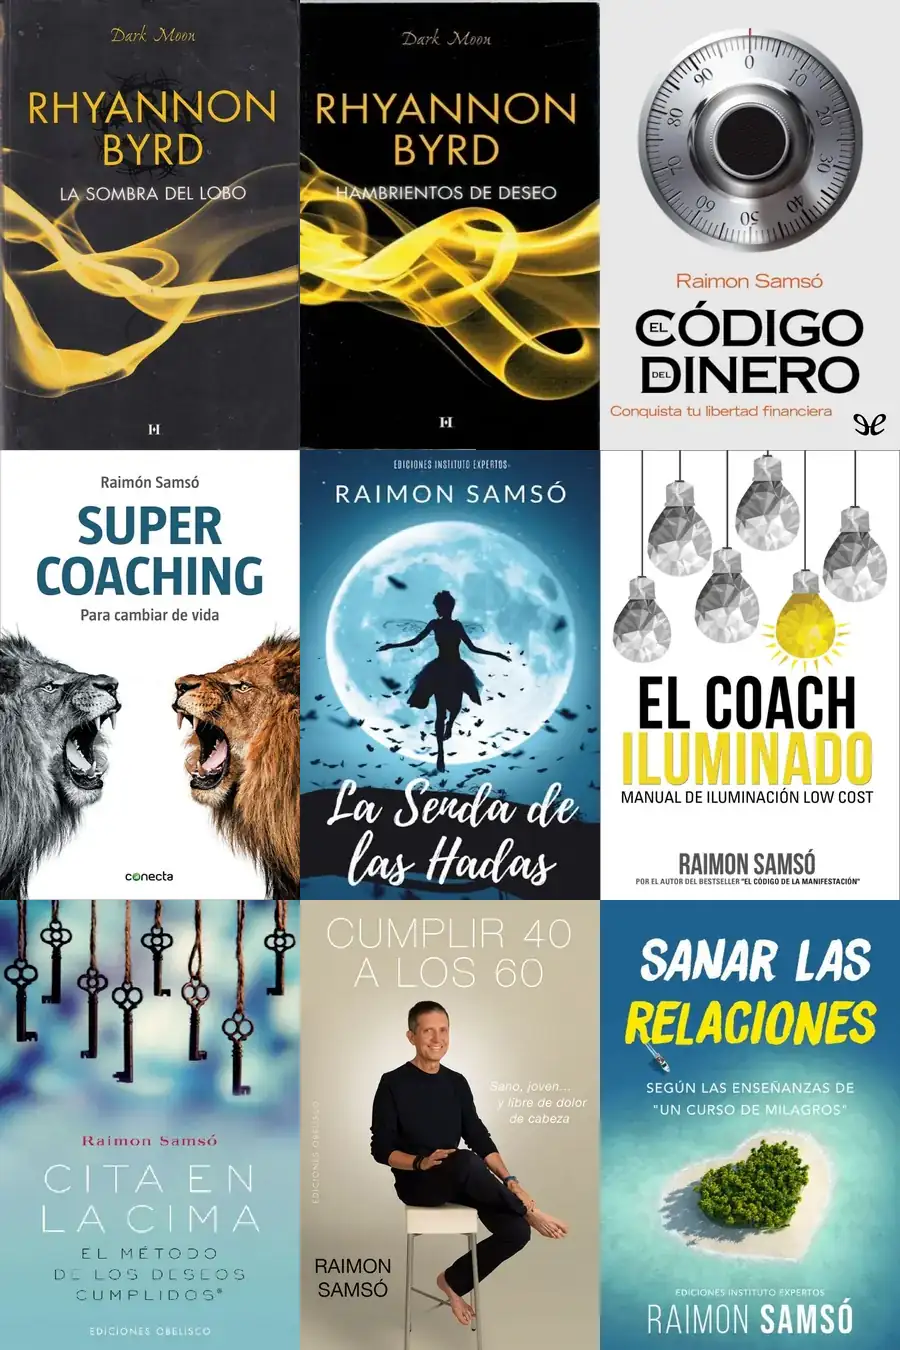 Dark Moon
RHYANNON
BYRD
LA SOMBRA DEL LOBO
H
Dark Moon
RHYANNON
BYRD
HAMBRIENTOS DE DESEO
H
0
10
20
30
40
50
60
70
80
90
Raimon Samsó
EL CÓDIGO
DEL DINERO
Conquista tu libertad financiera
Raimón Samsó
SUPER
COACHING
Para cambiar de vida
conecta
EDICIONES INSTITUTO EXPERTOS
RAIMON SAMSÓ
La Senda de
las Hadas
EL COACH
ILUMINADO
MANUAL DE ILUMINACIÓN LOW COST
RAIMON SAMSÓ
POR EL AUTOR DEL BESTSELLER "EL CÓDIGO DE LA MANIFESTACIÓN"
Raimon Samsó
CITA EN
LA CIMA
EL MÉTODO
DE LOS DESEOS
CUMPLIDOS®
EDICIONES OBELISCO
CUMPLIR 40
A LOS 60
Sano, joven...
y libre de dolor
de cabeza
EDICIONES OBELISCO
RAIMON
SAMSÓ
SANAR LAS
RELACIONES
SEGÚN LAS ENSEÑANZAS DE
"UN CURSO DE MILAGROS"
EDICIONES INSTITUTO EXPERTOS
RAIMON SAMSÓ